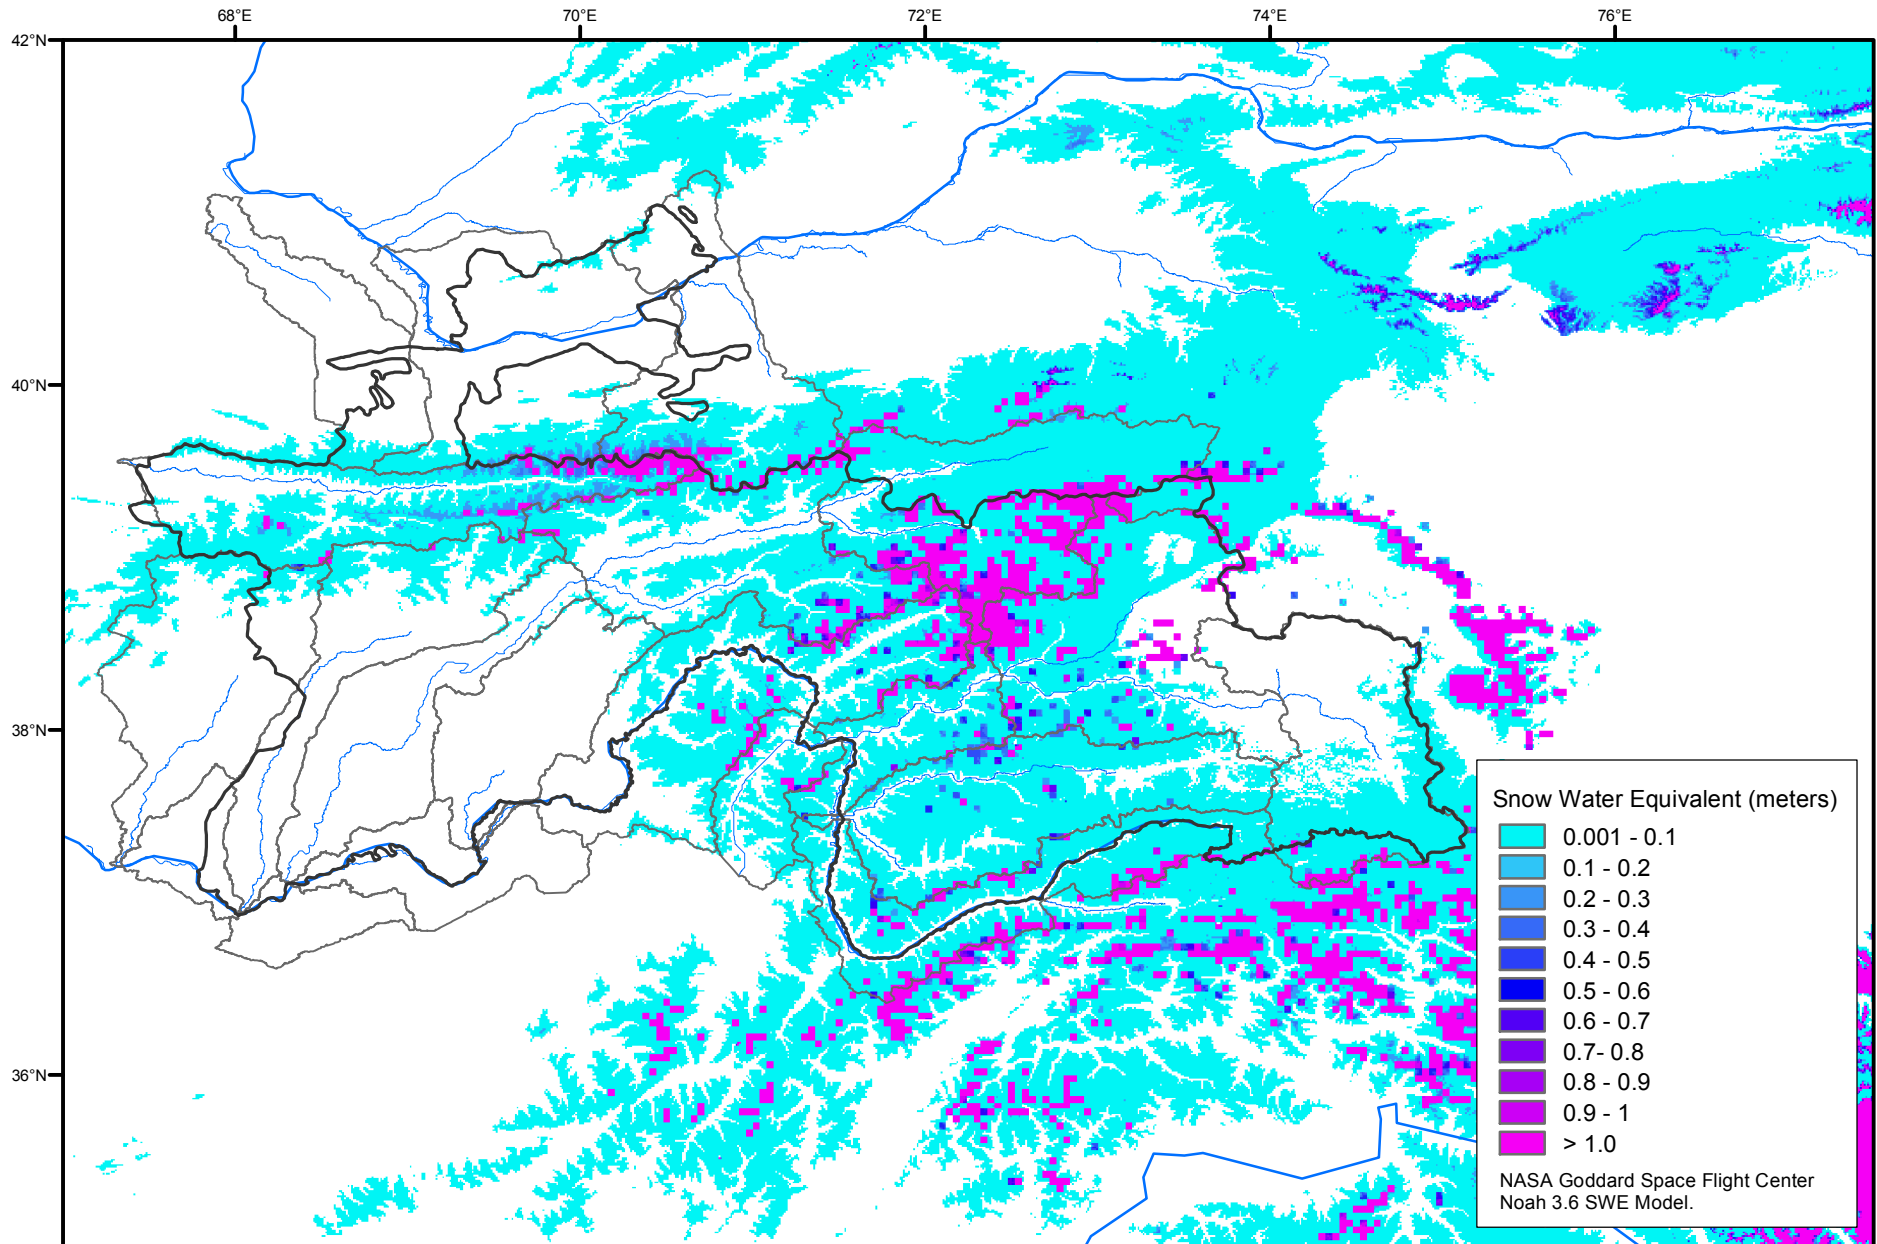 68°E 70°E 72°E 74°E 76°E
42°N
40°N
38°N
36°N
Snow Water Equivalent (meters)
0.001 - 0.1
0.1 - 0.2
0.2 - 0.3
0.3 - 0.4
0.4 - 0.5
0.5 - 0.6
0.6 - 0.7
0.7- 0.8
0.8 - 0.9
0.9 - 1
> 1.0
NASA Goddard Space Flight Center
Noah 3.6 SWE Model.